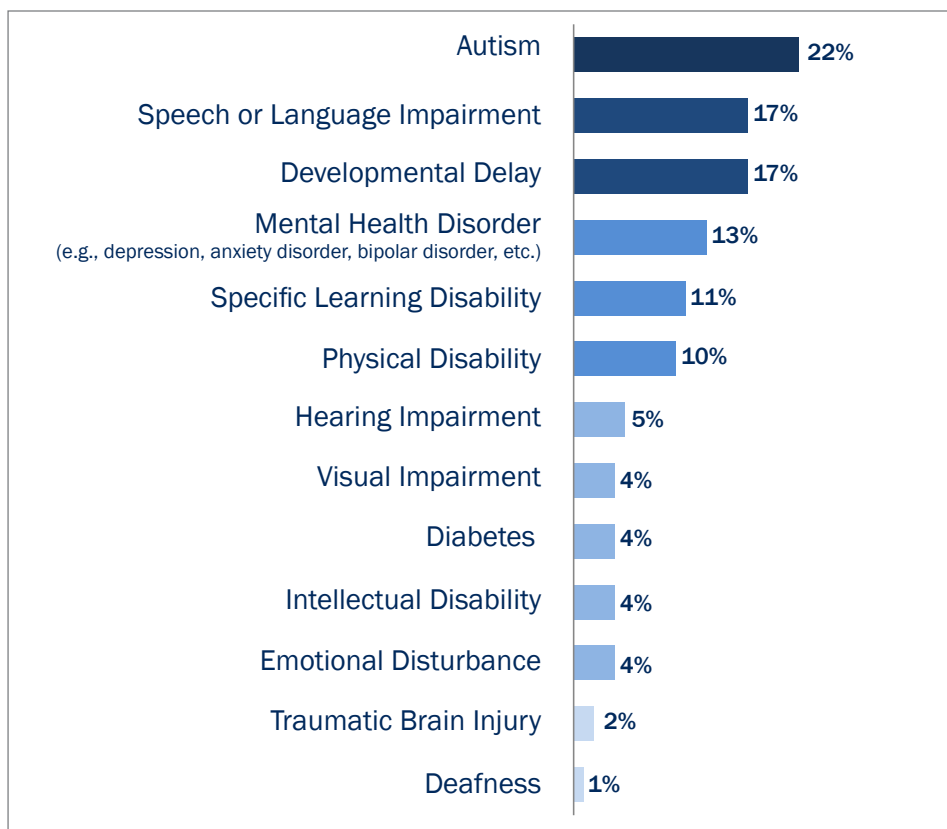 Autism 22%
Speech or Language Impairment 17%
Developmental Delay 17%
Mental Health Disorder 13%
(e.g., depression, anxiety disorder, bipolar disorder, etc.)
Specific Learning Disability 11%
Physical Disability 10%
Hearing Impairment 5%
Visual Impairment 4%
Diabetes 4%
Intellectual Disability 4%
Emotional Disturbance 4%
Traumatic Brain Injury 2%
Deafness 1%